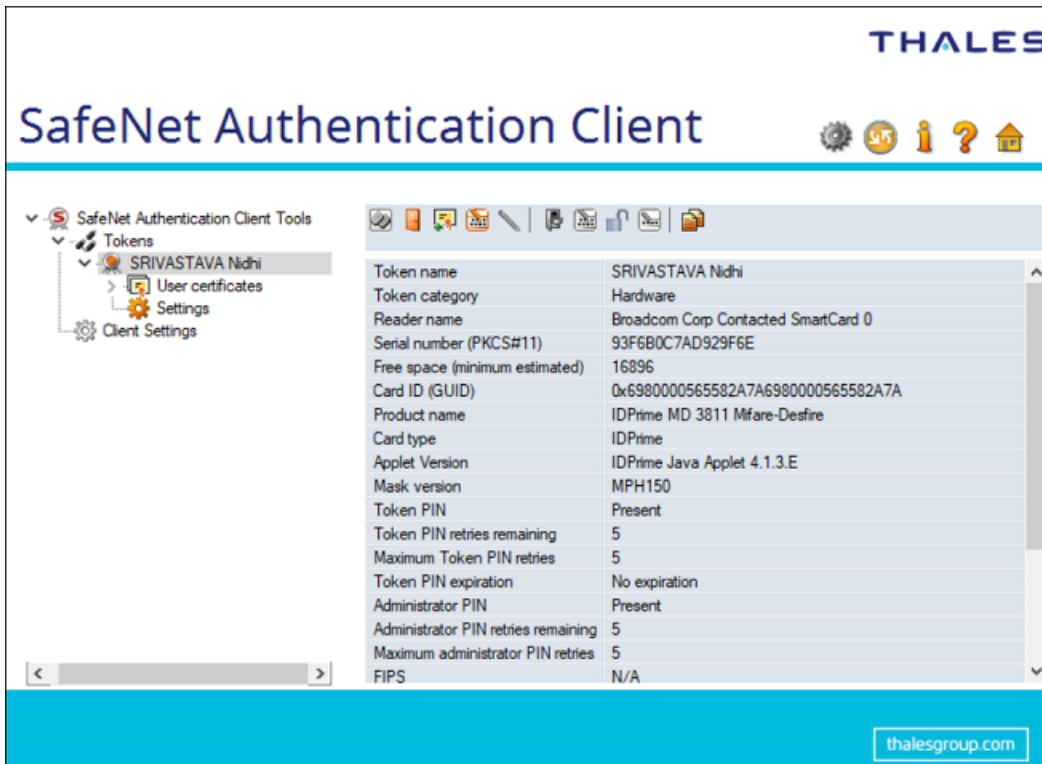 THALES
SafeNet Authentication Client
SafeNet Authentication Client Tools
Tokens
SRIVASTAVA Nidhi
User certificates
Settings
Client Settings
Token name SRIVASTAVA Nidhi
Token category Hardware
Reader name Broadcom Corp Contacted SmartCard 0
Serial number (PKCS#11) 93F6B0C7AD929F6E
Free space (minimum estimated) 16896
Card ID (GUID) 0x6980000565582A7A6980000565582A7A
Product name IDPrime MD 3811 Mifare-Desfire
Card type IDPrime
Applet Version IDPrime Java Applet 4.1.3.E
Mask version MPH150
Token PIN Present
Token PIN retries remaining 5
Maximum Token PIN retries 5
Token PIN expiration No expiration
Administrator PIN Present
Administrator PIN retries remaining 5
Maximum administrator PIN retries 5
FIPS N/A
thalesgroup.com